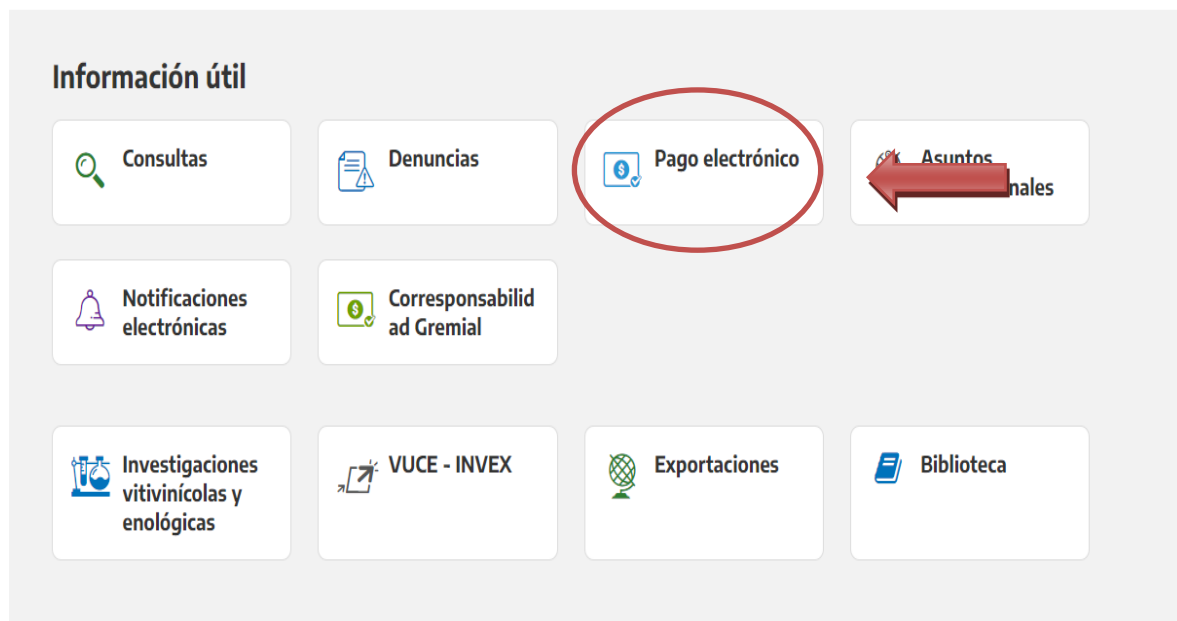 Información útil
Consultas
Denuncias
Pago electrónico
Asuntos
nales
Notificaciones
electrónicas
Corresponsabilid
ad Gremial
Investigaciones
vitivinícolas y
enológicas
VUCE - INVEX
Exportaciones
Biblioteca